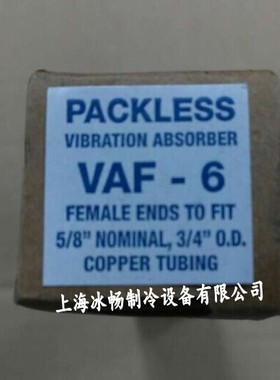 PACKLESS
VIBRATION ABSORBER
VAF - 6
FEMALE ENDS TO FIT
5/8" NOMINAL, 3/4" O.D.
COPPER TUBING
上海冰畅制冷设备有限公司